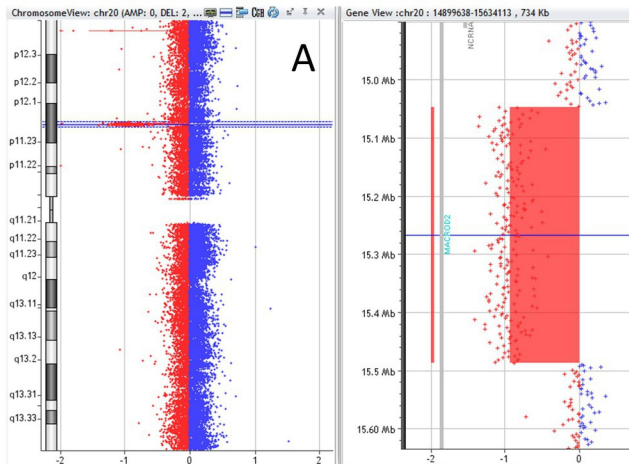 ChromosomeView: chr20 (AMP: 0, DEL: 2, ...
CGH
A
p12.3
p12.2
p12.1
p11.23
p11.22
q11.21
q11.22
q11.23
q12
q13.11
q13.13
q13.2
q13.31
q13.33
-2
-1
0
1
2
Gene View :chr20 : 14899638-15634113 , 734 Kb
NCRNA
15.0 Mb
15.1 Mb
15.2 Mb
MACROD2
15.3 Mb
15.4 Mb
15.5 Mb
15.60 Mb
-2
-1
0